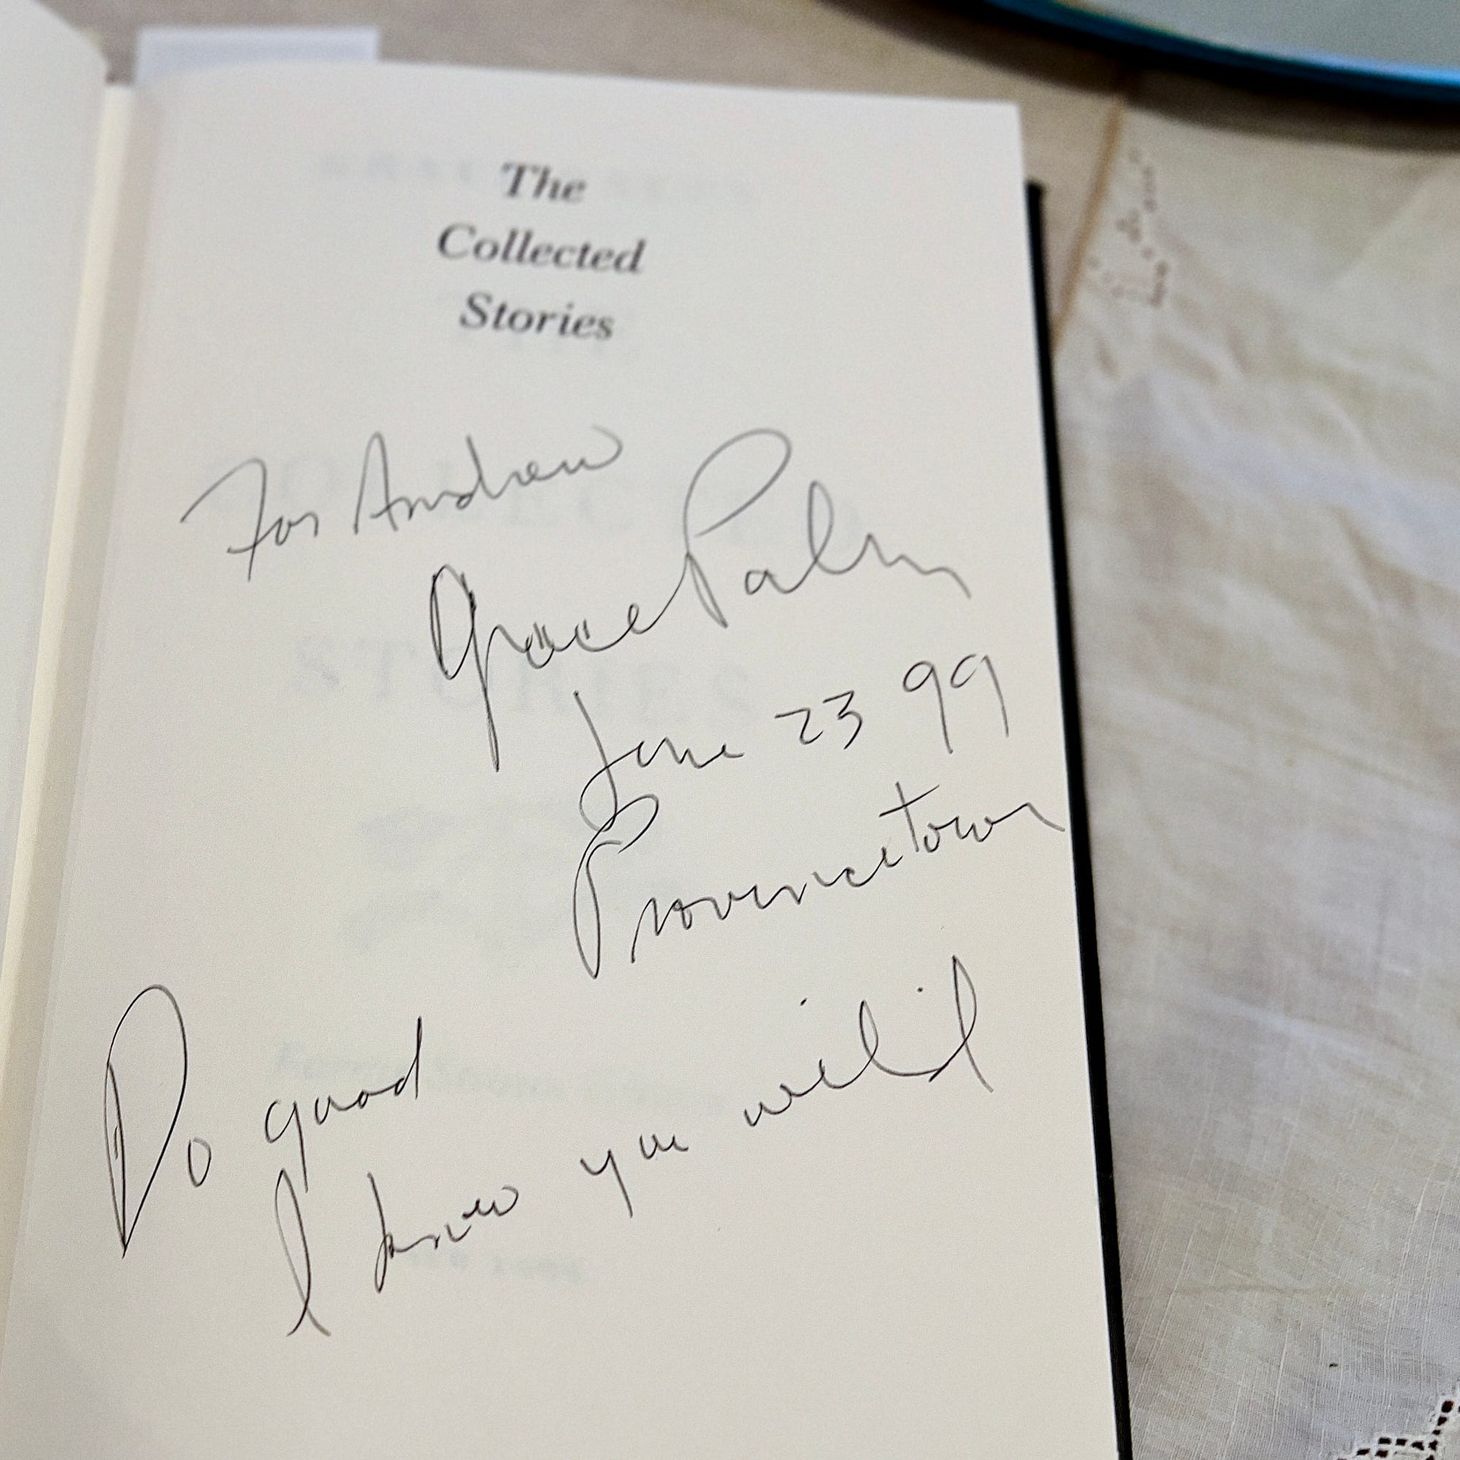 The
Collected
Stories
For Andrew
Grace Paley
June 23 99
Provincetown
Do good
I know you will